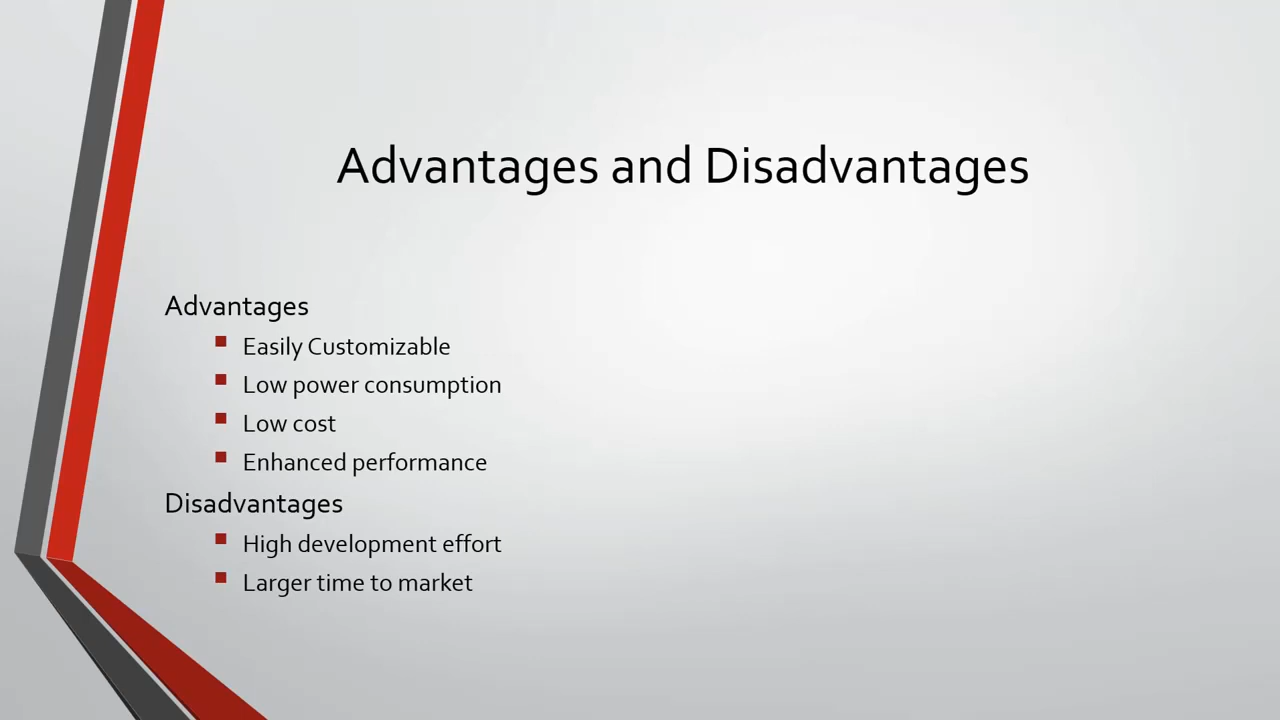 Advantages and Disadvantages
Advantages
Easily Customizable
Low power consumption
Low cost
Enhanced performance
Disadvantages
High development effort
Larger time to market